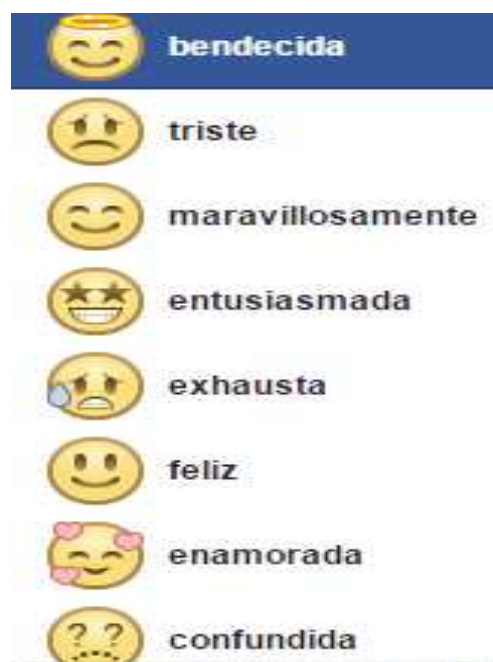 bendecida
triste
maravillosamente
entusiasmada
exhausta
feliz
enamorada
? ? confundida